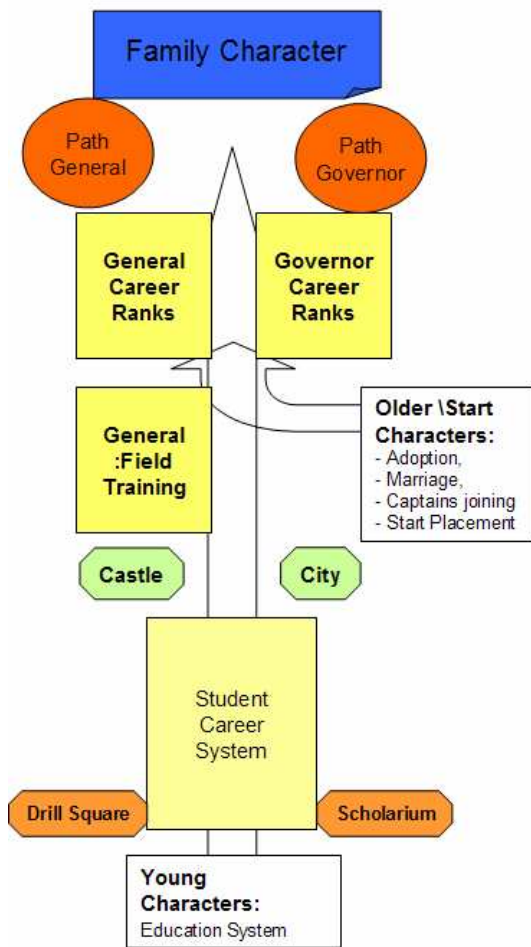 Family Character
Path
General
Path
Governor
General
Career
Ranks
Governor
Career
Ranks
General
:Field
Training
Older \Start
Characters:
- Adoption,
- Marriage,
- Captains joining
- Start Placement
Castle
City
Student
Career
System
Drill Square
Scholarium
Young
Characters:
Education System